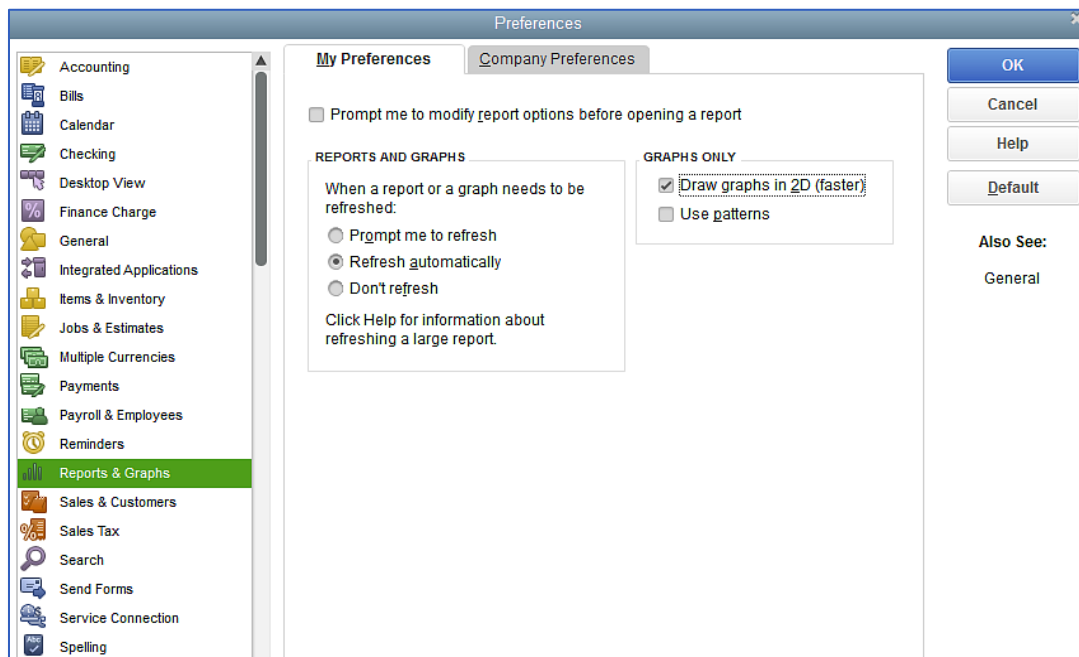 Preferences
Accounting
Bills
Calendar
Checking
Desktop View
Finance Charge
General
Integrated Applications
Items & Inventory
Jobs & Estimates
Multiple Currencies
Payments
Payroll & Employees
Reminders
Reports & Graphs
Sales & Customers
Sales Tax
Search
Send Forms
Service Connection
Abc
Spelling
My Preferences
Company Preferences
Prompt me to modify report options before opening a report
REPORTS AND GRAPHS
When a report or a graph needs to be
refreshed:
Prompt me to refresh
Refresh automatically
Don't refresh
Click Help for information about
refreshing a large report.
GRAPHS ONLY
Draw graphs in 2D (faster)
Use patterns
OK
Cancel
Help
Default
Also See:
General